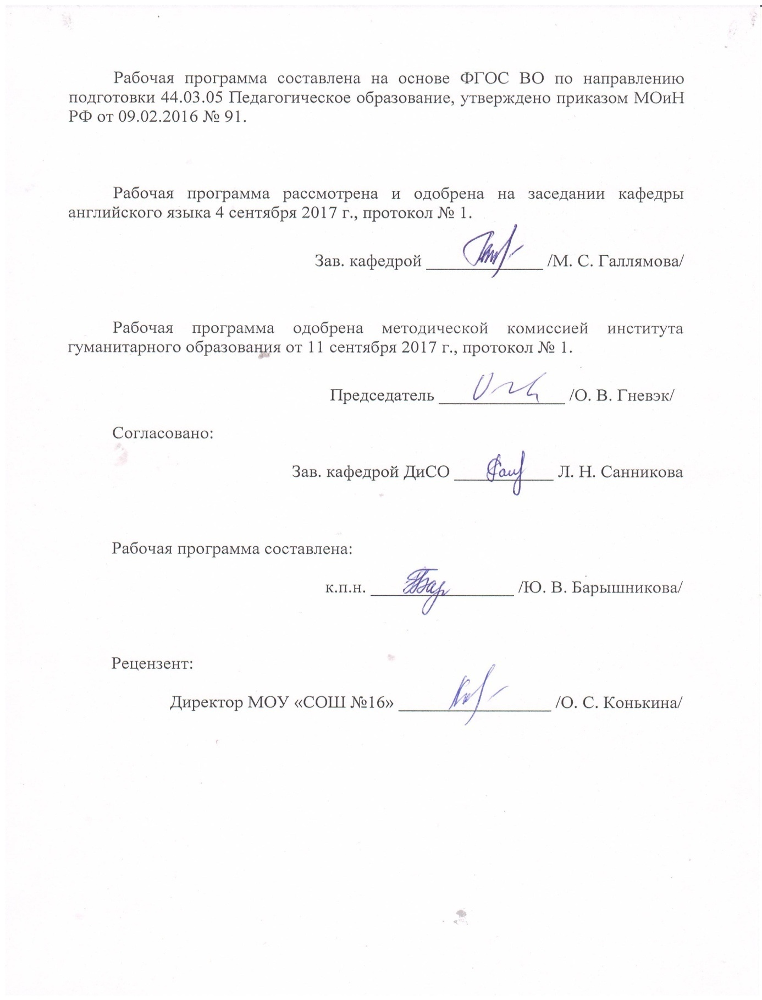 Рабочая программа составлена на основе ФГОС ВО по направлению
подготовки 44.03.05 Педагогическое образование, утверждено приказом МОиН
РФ от 09.02.2016 № 91.
Рабочая программа рассмотрена и одобрена на заседании кафедры
английского языка 4 сентября 2017 г., протокол № 1.
Зав. кафедрой ______________ /М. С. Галлямова/
Рабочая программа одобрена методической комиссией института
гуманитарного образования от 11 сентября 2017 г., протокол № 1.
Председатель _______________ /О. В. Гневэк/
Согласовано:
Зав. кафедрой ДиСО ____________ Л. Н. Санникова
Рабочая программа составлена:
к.п.н. _________________ /Ю. В. Барышникова/
Рецензент:
Директор МОУ «СОШ №16» __________________ /О. С. Конькина/